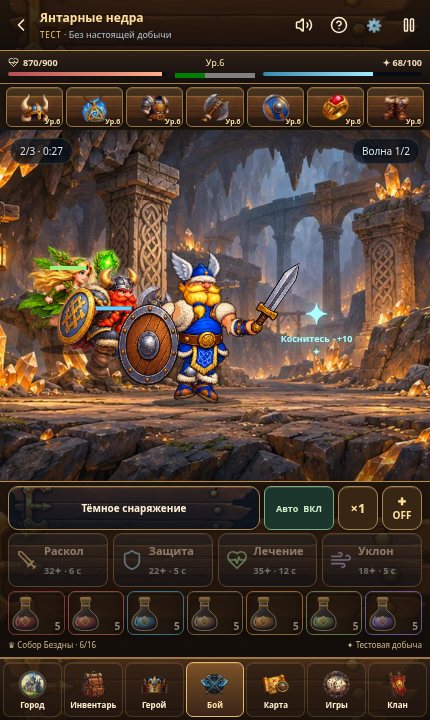 Янтарные недра
ТЕСТ · Без настоящей добычи
870/900
Ур.6
68/100
Ур.6
Ур.6
Ур.6
Ур.6
Ур.6
Ур.6
Ур.6
2/3 · 0:27
Волна 1/2
Коснитесь · +10
Тёмное снаряжение
Авто ВКЛ
×1
+
OFF
Раскол
32✦ · 6 с
Защита
22✦ · 5 с
Лечение
35✦ · 12 с
Уклон
18✦ · 5 с
5
5
5
5
5
5
5
Собор Бездны · 6/16
Тестовая добыча
Город
Инвентарь
Герой
Бой
Карта
Игры
Клан